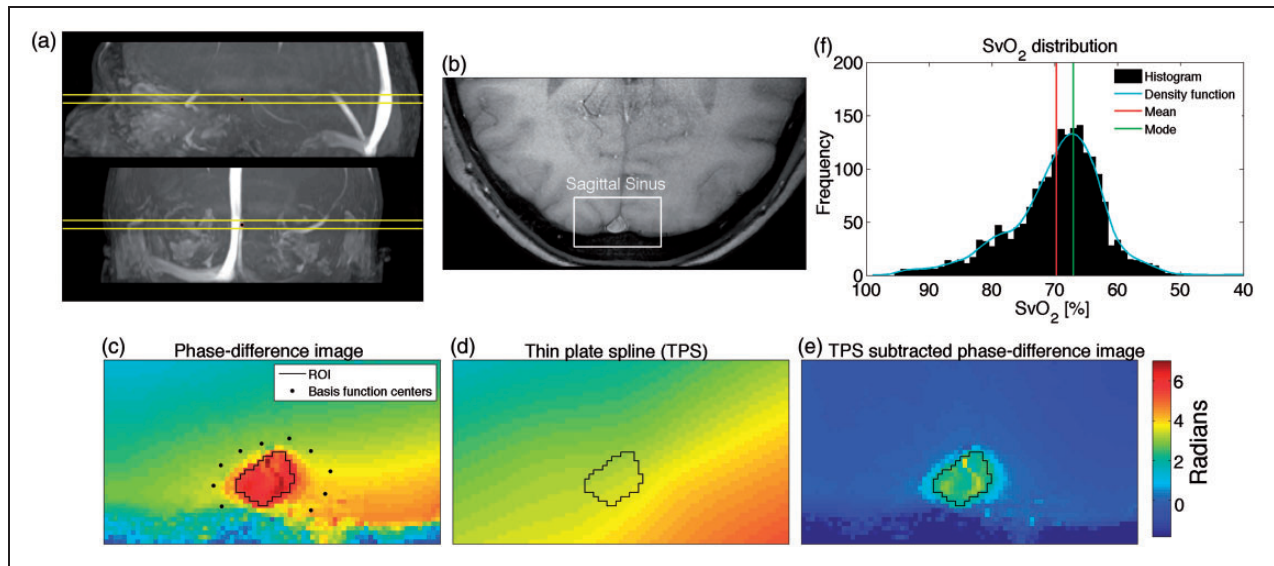 (a)
(b)
Sagittal Sinus
(f)
SvO2 distribution
200
150
100
50
0
Frequency
Histogram
Density function
Mean
Mode
100 90 80 70 60 50 40
SvO2 [%]
(c) Phase-difference image
ROI
Basis function centers
(d) Thin plate spline (TPS)
(e) TPS subtracted phase-difference image
6
4
2
0
Radians